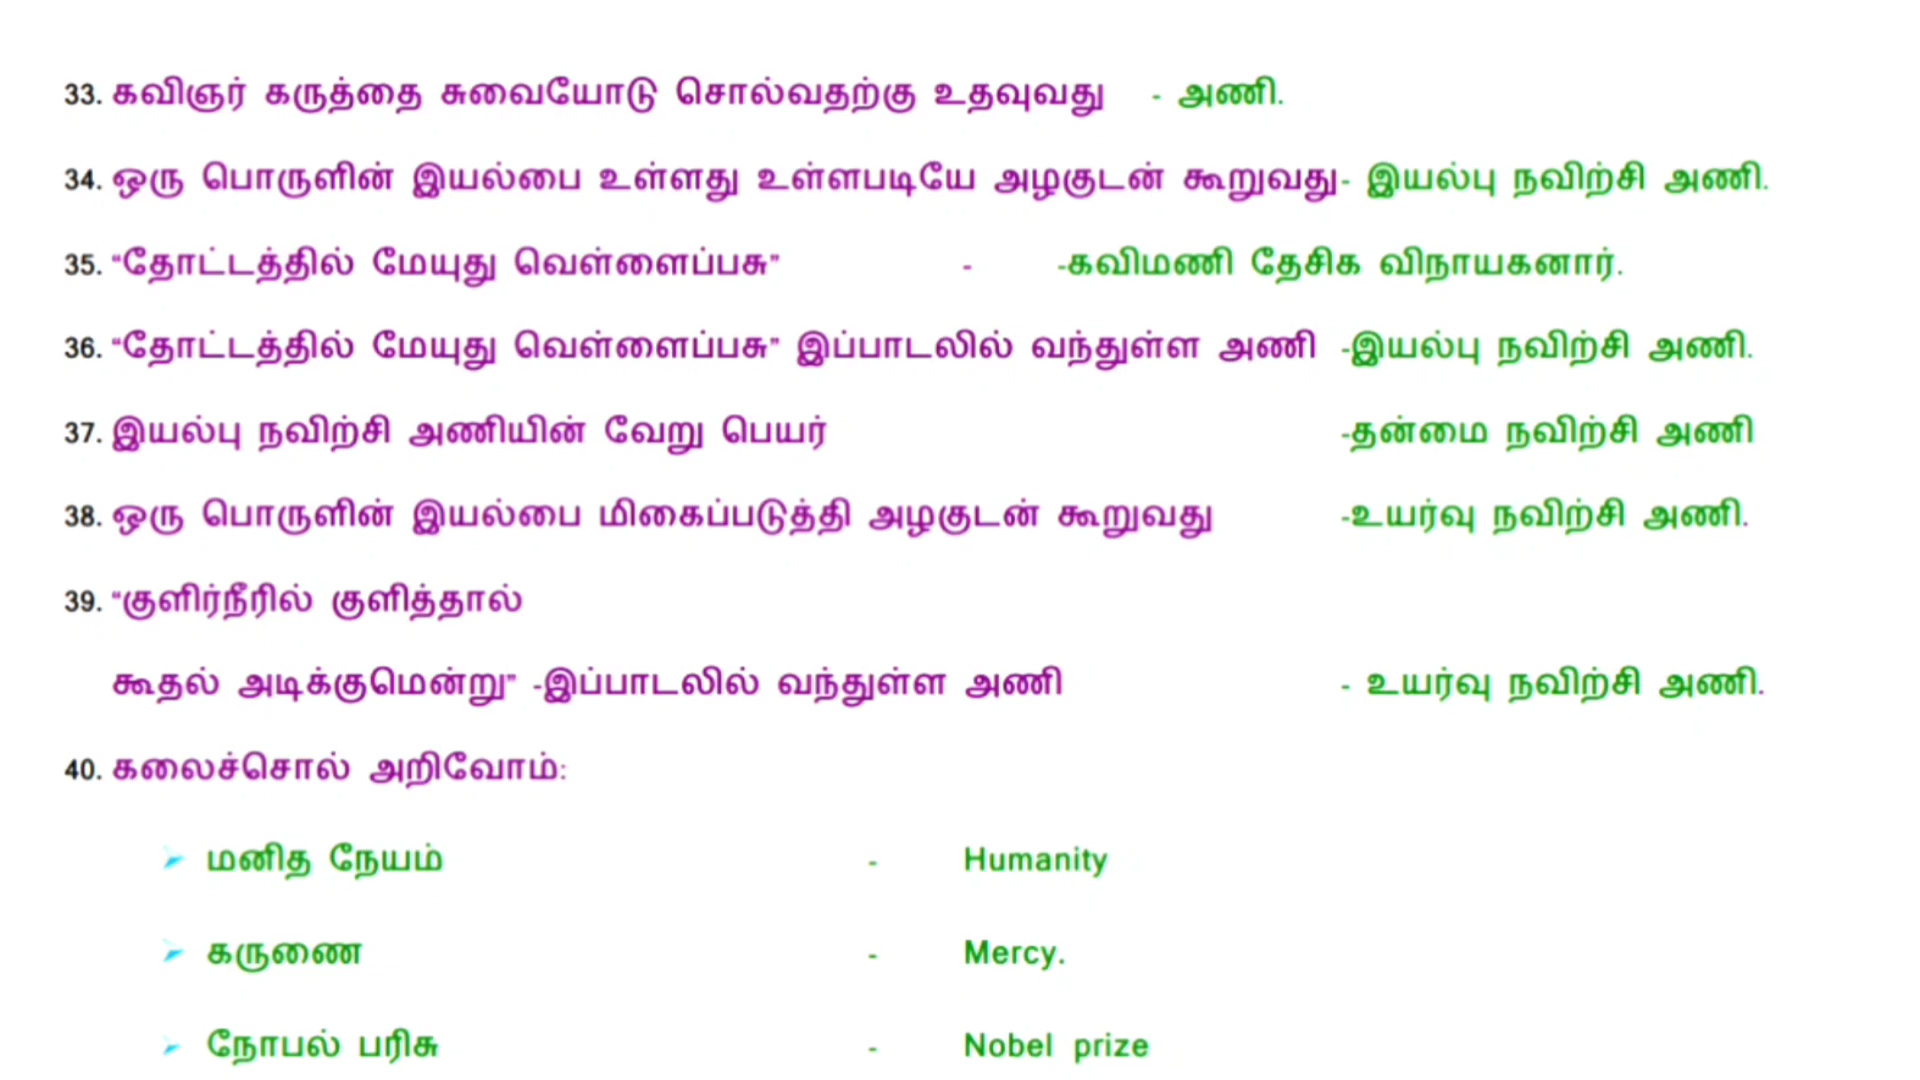 33. கவிஞர் கருத்தை சுவையோடு சொல்வதற்கு உதவுவது - அணி.
34. ஒரு பொருளின் இயல்பை உள்ளது உள்ளபடியே அழகுடன் கூறுவது- இயல்பு நவிற்சி அணி.
35. “தோட்டத்தில் மேயுது வெள்ளைப்பசு” - -கவிமணி தேசிக விநாயகனார்.
36. “தோட்டத்தில் மேயுது வெள்ளைப்பசு” இப்பாடலில் வந்துள்ள அணி -இயல்பு நவிற்சி அணி.
37. இயல்பு நவிற்சி அணியின் வேறு பெயர் -தன்மை நவிற்சி அணி
38. ஒரு பொருளின் இயல்பை மிகைப்படுத்தி அழகுடன் கூறுவது -உயர்வு நவிற்சி அணி.
39. “குளிர்நீரில் குளித்தால்
கூதல் அடிக்குமென்று” -இப்பாடலில் வந்துள்ள அணி - உயர்வு நவிற்சி அணி.
40. கலைச்சொல் அறிவோம்:
➢ மனித நேயம் - Humanity
➢ கருணை - Mercy.
➢ நோபல் பரிசு - Nobel prize